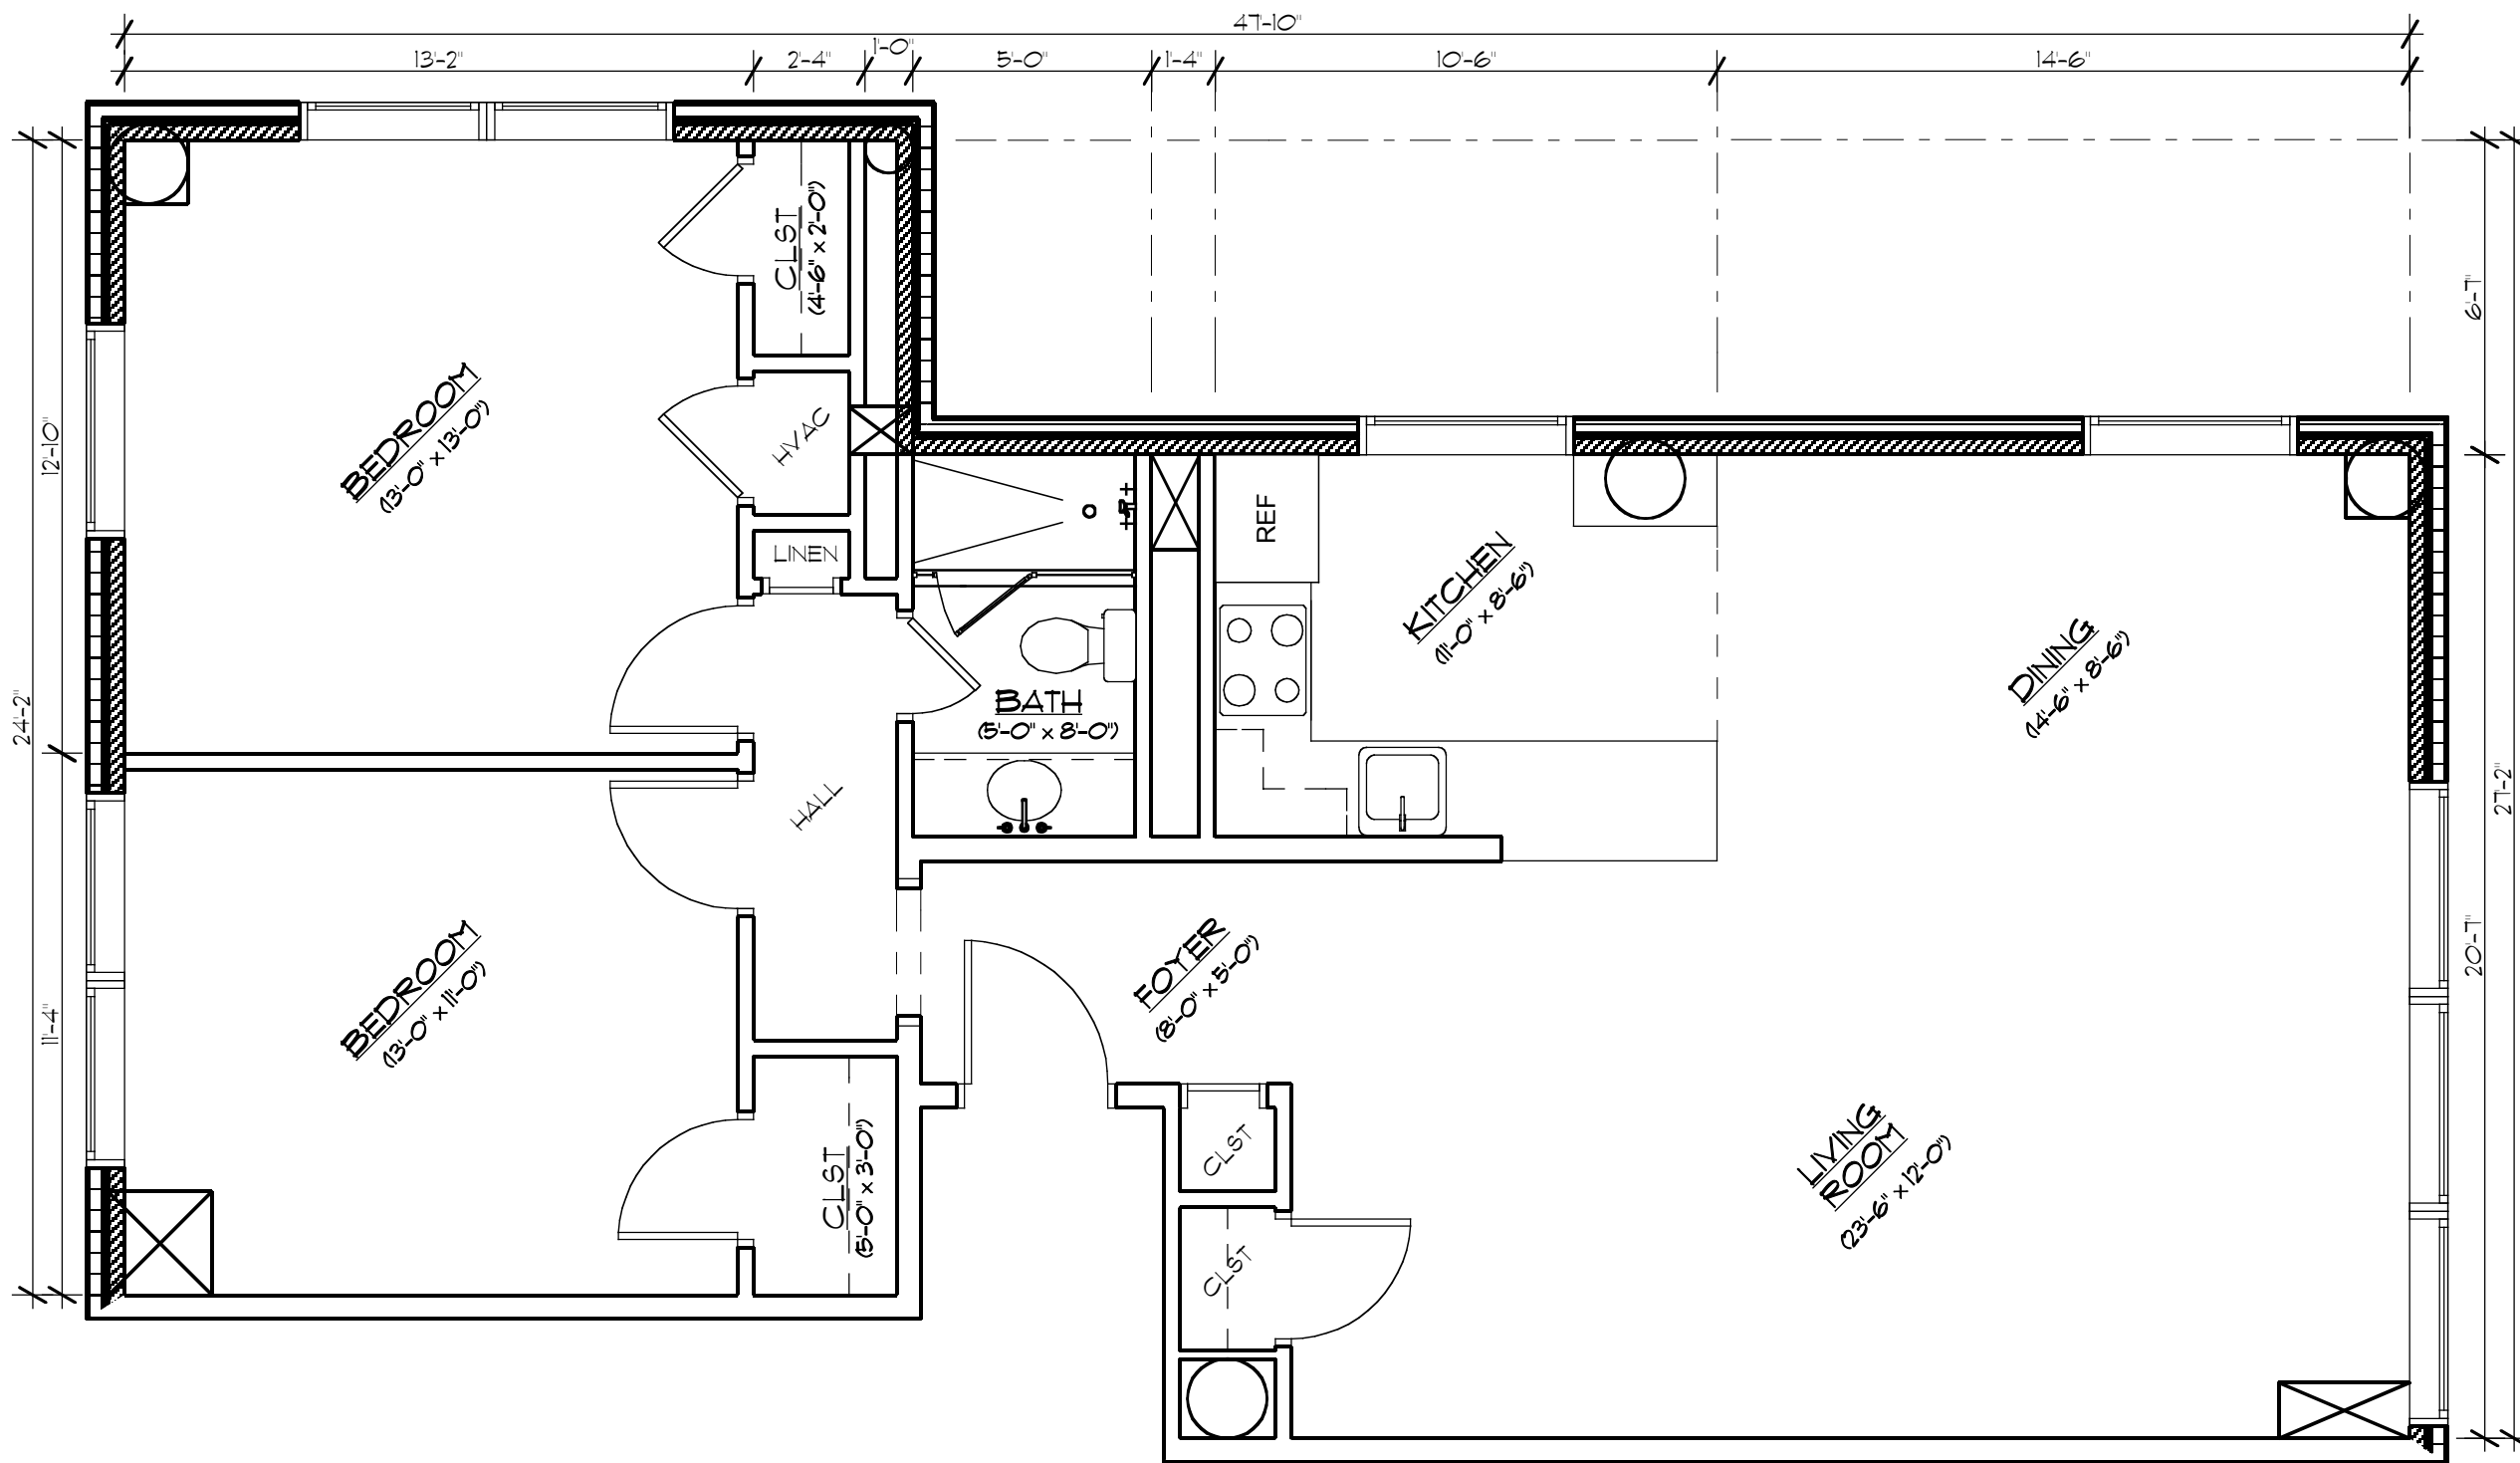 47'-10"
13'-2"
2'-4"
1'-0"
5'-0"
1'-4"
10'-6"
14'-6"
24'-2"
12'-10"
11'-4"
6'-7"
20'-7"
27'-2"
BEDROOM
(13'-0" x 13'-0")
CLST
(4'-6" x 2'-0")
HVAC
LINEN
BATH
(5'-0" x 8'-0")
REF
KITCHEN
(11'-0" x 8'-6")
DINING
(14'-6" x 8'-6")
HALL
BEDROOM
(13'-0" x 11'-0")
CLST
(5'-0" x 3'-0")
FOYER
(8'-0" x 5'-0")
CLST
CLST
LIVING
ROOM
(23'-6" x 12'-0")